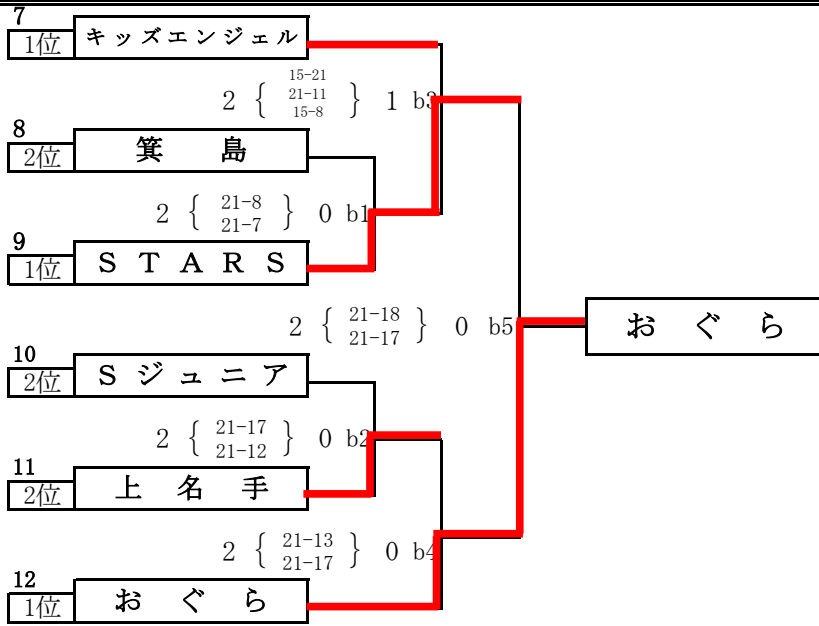 7
1位 キッズエンジェル
15-21
2 { 21-11 } 1 b3
15-8
8
2位 箕島
2 { 21-8 } 0 b1
21-7
9
1位 STARS
2 { 21-18 } 0 b5
21-17
おぐら
10
2位 Sジュニア
2 { 21-17 } 0 b2
21-12
11
2位 上名手
2 { 21-13 } 0 b4
21-17
12
1位 おぐら